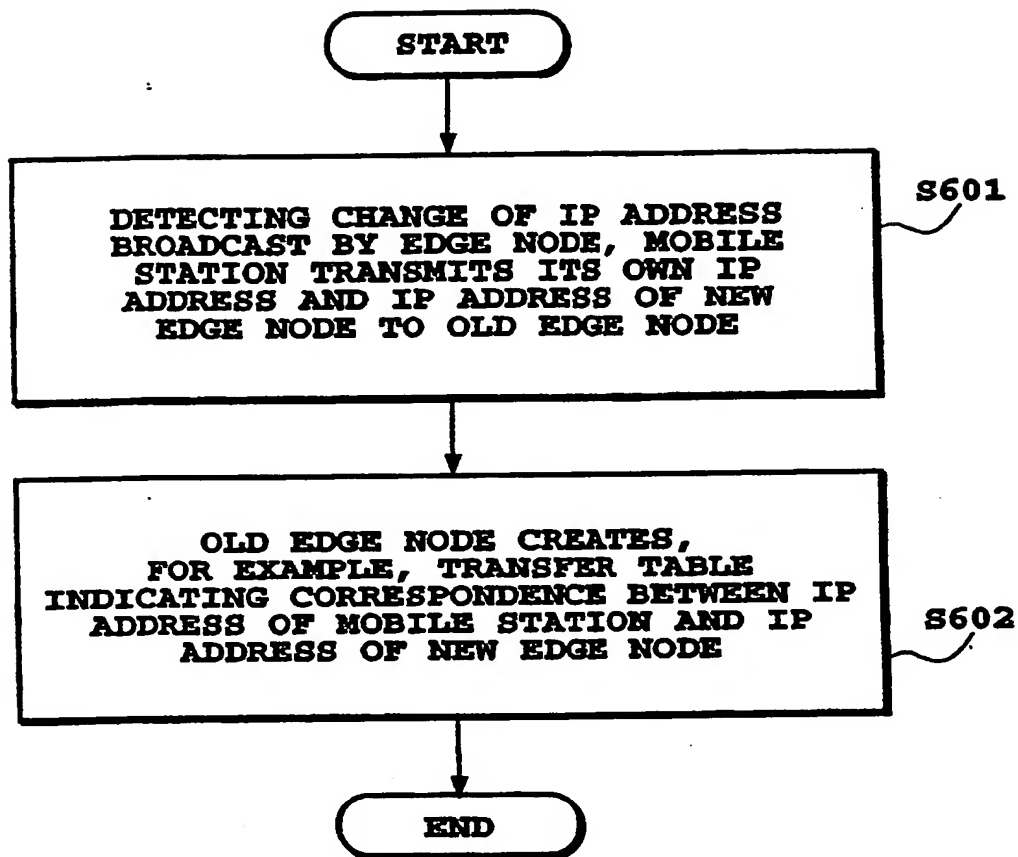 START
DETECTING CHANGE OF IP ADDRESS
BROADCAST BY EDGE NODE, MOBILE
STATION TRANSMITS ITS OWN IP
ADDRESS AND IP ADDRESS OF NEW
EDGE NODE TO OLD EDGE NODE
S601
OLD EDGE NODE CREATES,
FOR EXAMPLE, TRANSFER TABLE
INDICATING CORRESPONDENCE BETWEEN IP
ADDRESS OF MOBILE STATION AND IP
ADDRESS OF NEW EDGE NODE
S602
END